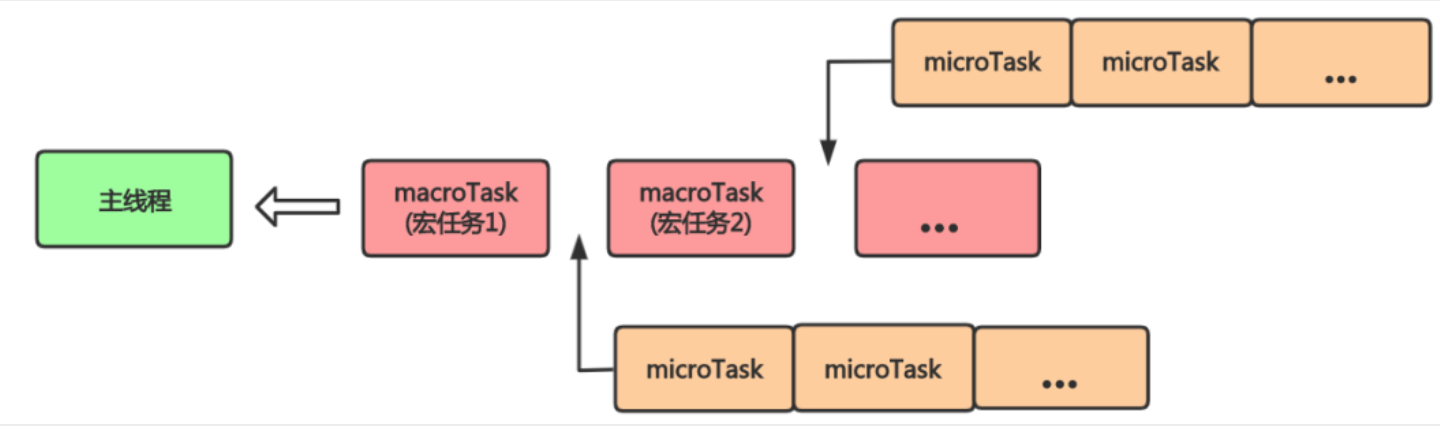 microTask
microTask
...
主线程
macroTask
(宏任务1)
macroTask
(宏任务2)
...
microTask
microTask
...